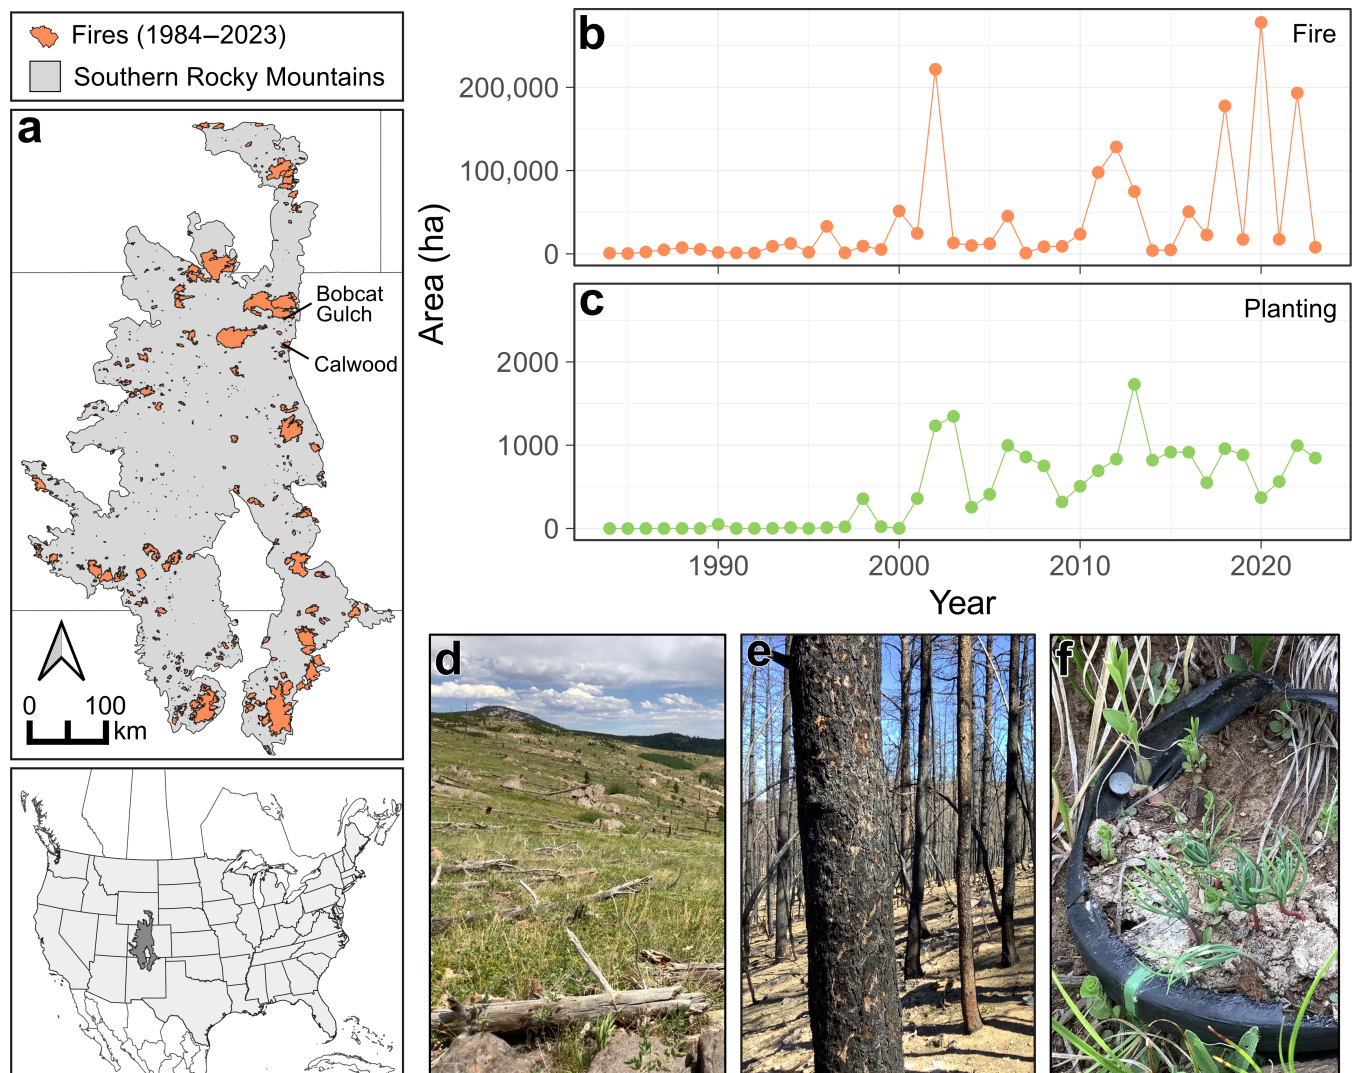 Fires (1984–2023)
Southern Rocky Mountains
a
Bobcat
Gulch
Calwood
0 100
km
b
Fire
200,000
100,000
0
Area (ha)
c
Planting
2000
1000
0
1990 2000 2010 2020
Year
d
e
f